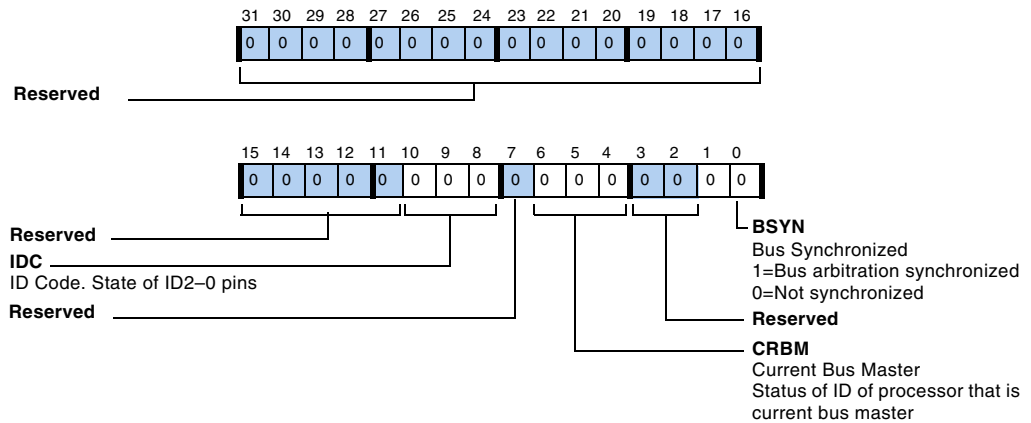 31 30 29 28 27 26 25 24 23 22 21 20 19 18 17 16
0 0 0 0 0 0 0 0 0 0 0 0 0 0 0 0
Reserved
15 14 13 12 11 10 9 8 7 6 5 4 3 2 1 0
0 0 0 0 0 0 0 0 0 0 0 0 0 0 0 0
Reserved
IDC
ID Code. State of ID2–0 pins
Reserved
BSYN
Bus Synchronized
1=Bus arbitration synchronized
0=Not synchronized
Reserved
CRBM
Current Bus Master
Status of ID of processor that is
current bus master